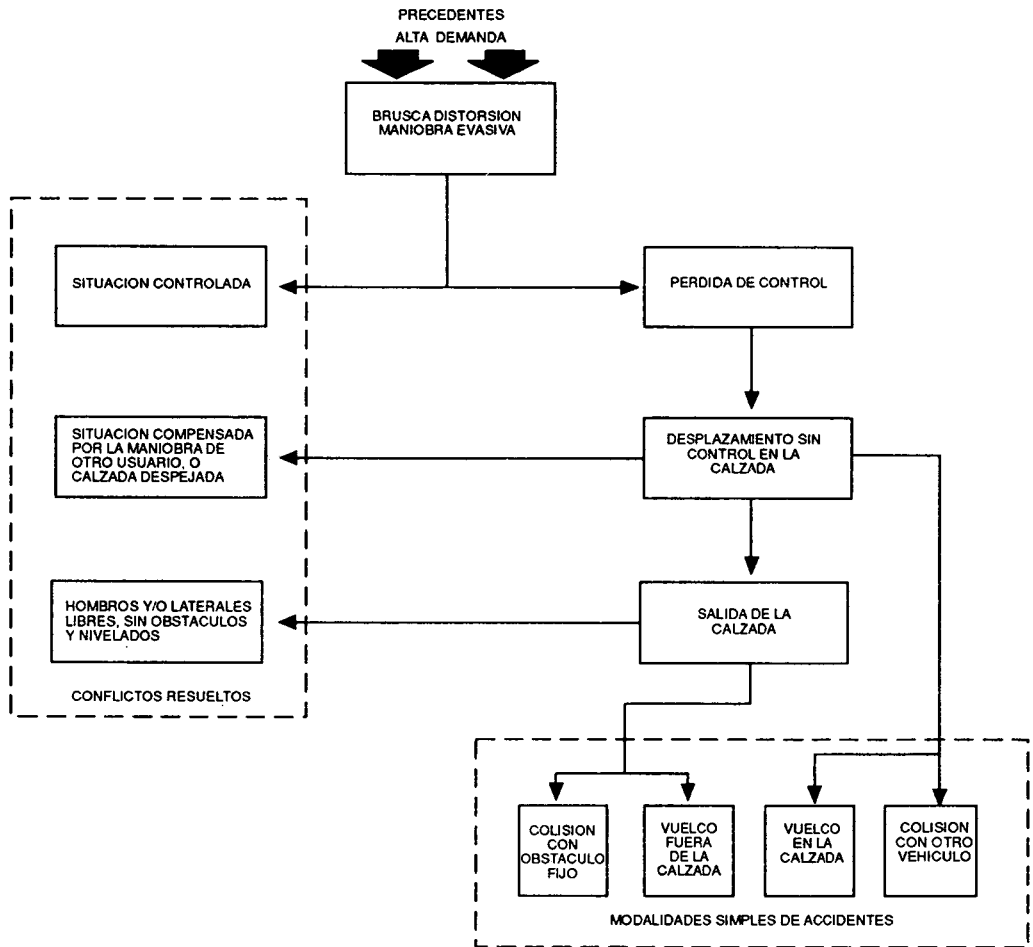 PRECEDENTES
ALTA DEMANDA
BRUSCA DISTORSION
MANIOBRA EVASIVA
SITUACION CONTROLADA
PERDIDA DE CONTROL
SITUACION COMPENSADA
POR LA MANIOBRA DE
OTRO USUARIO, O
CALZADA DESPEJADA
DESPLAZAMIENTO SIN
CONTROL EN LA
CALZADA
HOMBROS Y/O LATERALES
LIBRES, SIN OBSTACULOS
Y NIVELADOS
SALIDA DE LA
CALZADA
CONFLICTOS RESUELTOS
COLISION
CON
OBSTACULO
FIJO
VUELCO
FUERA
DE LA
CALZADA
VUELCO
EN LA
CALZADA
COLISION
CON OTRO
VEHICULO
MODALIDADES SIMPLES DE ACCIDENTES